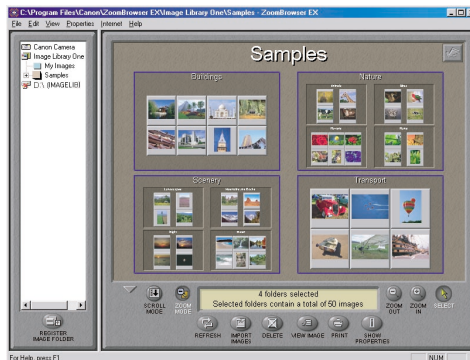 C:\Program Files\Canon\ZoomBrowser EX\Image Library One\Samples - ZoomBrowser EX
File Edit View Properties Internet Help
Canon Camera
Image Library One
My Images
Samples
D:\ (IMAGELIB)
Samples
Buildings
Nature
Scenery
Transport
4 folders selected
Selected folders contain a total of 50 images
SCROLL MODE
ZOOM MODE
ZOOM OUT
ZOOM IN
SELECT
REGISTER IMAGE FOLDER
REFRESH
IMPORT IMAGES
DELETE
VIEW IMAGE
PRINT
SHOW PROPERTIES
For Help, press F1
NUM